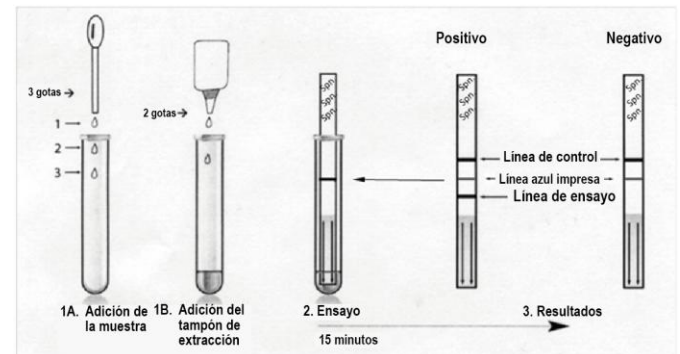 Positivo
Negativo
3 gotas
1
2
3
2 gotas
Spn
Spn
Spn
Spn
Spn
Spn
Spn
Spn
Spn
Línea de control
Línea azul impresa
Línea de ensayo
1A. Adición de
la muestra
1B. Adición del
tampón de
extracción
2. Ensayo
15 minutos
3. Resultados